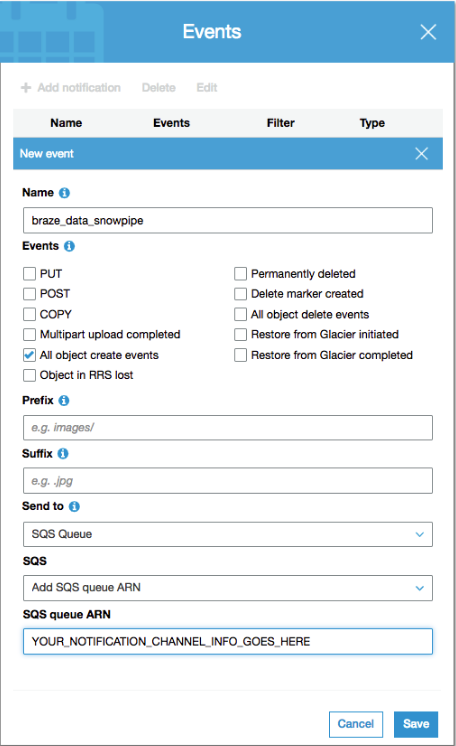 Events
+ Add notification Delete Edit
Name Events Filter Type
New event
Name
braze_data_snowpipe
Events
PUT Permanently deleted
POST Delete marker created
COPY All object delete events
Multipart upload completed Restore from Glacier initiated
All object create events Restore from Glacier completed
Object in RRS lost
Prefix
e.g. images/
Suffix
e.g. .jpg
Send to
SQS Queue
SQS
Add SQS queue ARN
SQS queue ARN
YOUR_NOTIFICATION_CHANNEL_INFO_GOES_HERE
Cancel Save